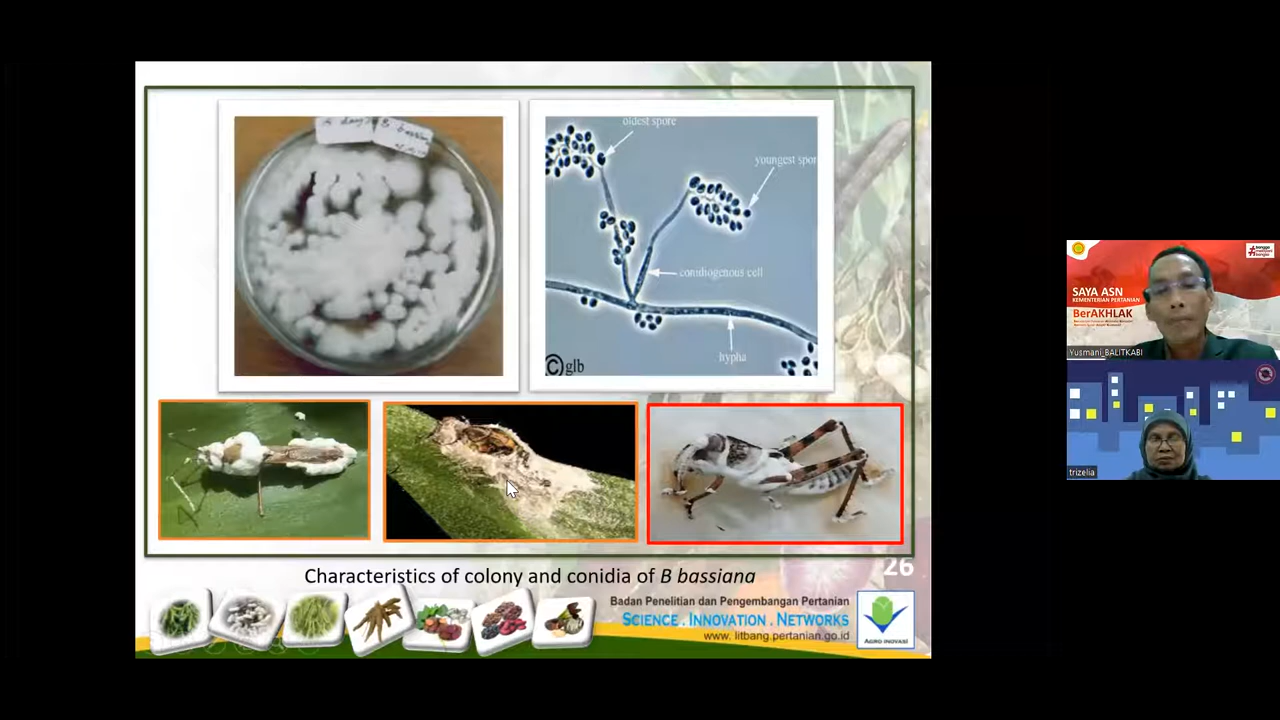 oldest spore
youngest spor
conidiogenous cell
hypha
©glb
Characteristics of colony and conidia of B bassiana
26
Badan Penelitian dan Pengembangan Pertanian
SCIENCE . INNOVATION . NETWORKS
www. litbang.pertanian.go.id
AGRO INOVASI
SAYA ASN
KEMENTERIAN PERTANIAN
BerAKHLAK
Yusmani_BALITKABI
trizelia